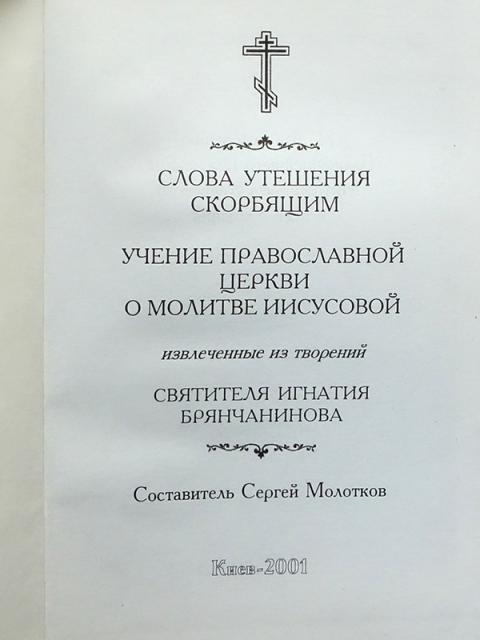 СЛОВА УТЕШЕНИЯ
СКОРБЯЩИМ
УЧЕНИЕ ПРАВОСЛАВНОЙ
ЦЕРКВИ
О МОЛИТВЕ ИИСУСОВОЙ
извлеченные из творений
СВЯТИТЕЛЯ ИГНАТИЯ
БРЯНЧАНИНОВА
Составитель Сергей Молотков
Киев-2001